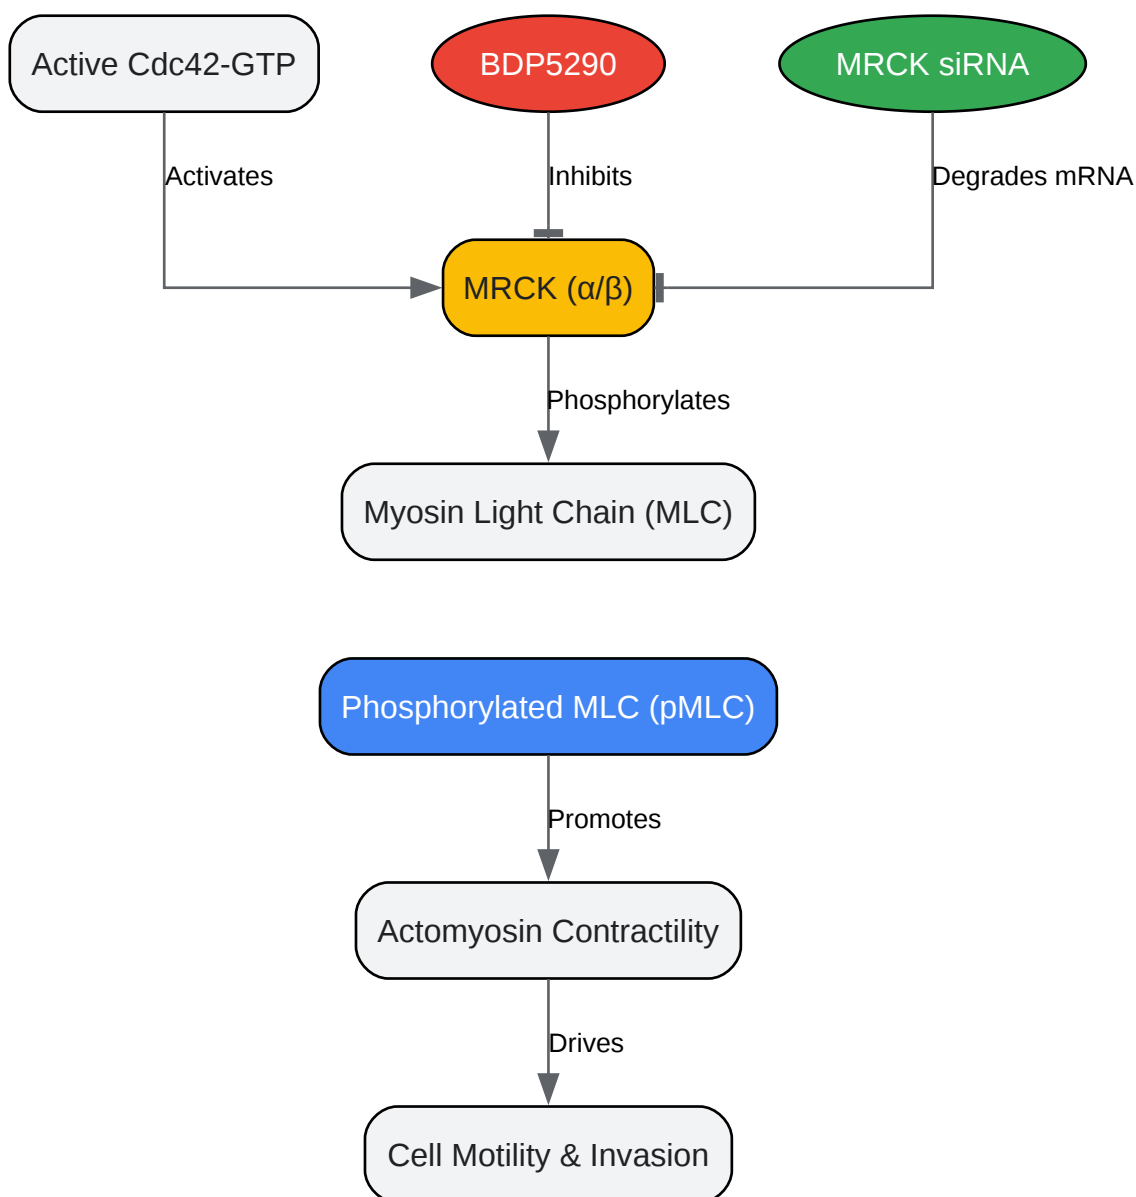 Active Cdc42-GTP
BDP5290
MRCK siRNA
Activates
Inhibits
Degrades mRNA
MRCK (α/β)
Phosphorylates
Myosin Light Chain (MLC)
Phosphorylated MLC (pMLC)
Promotes
Actomyosin Contractility
Drives
Cell Motility & Invasion